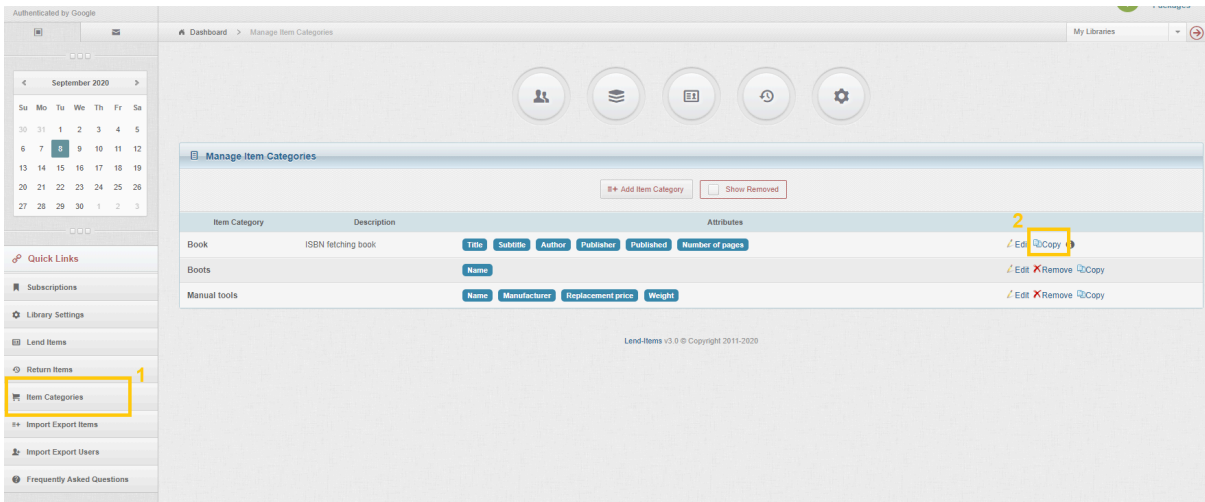 Authenticated by Google
Packages
Dashboard > Manage Item Categories
My Libraries
September 2020
Su Mo Tu We Th Fr Sa
30 31 1 2 3 4 5
6 7 8 9 10 11 12
13 14 15 16 17 18 19
20 21 22 23 24 25 26
27 28 29 30 1 2 3
Quick Links
Subscriptions
Library Settings
Lend Items
Return Items
1
Item Categories
Import Export Items
Import Export Users
Frequently Asked Questions
Manage Item Categories
Add Item Category Show Removed
Item Category Description Attributes
2
Book ISBN fetching book Title Subtitle Author Publisher Published Number of pages Edit Copy
Boots Name Edit Remove Copy
Manual tools Name Manufacturer Replacement price Weight Edit Remove Copy
Lend-Items v3.0 © Copyright 2011-2020